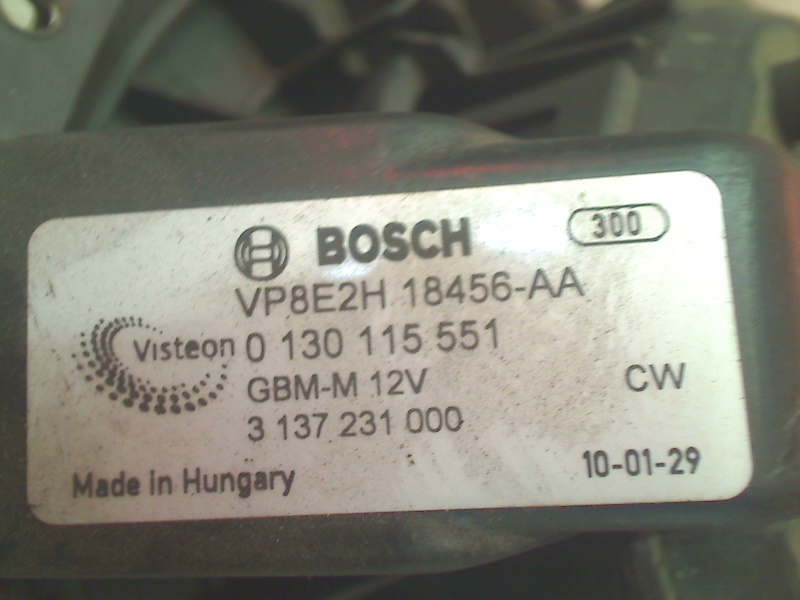 BOSCH
300
VP8E2H 18456-AA
Visteon
0 130 115 551
GBM-M 12V
CW
3 137 231 000
Made in Hungary
10-01-29